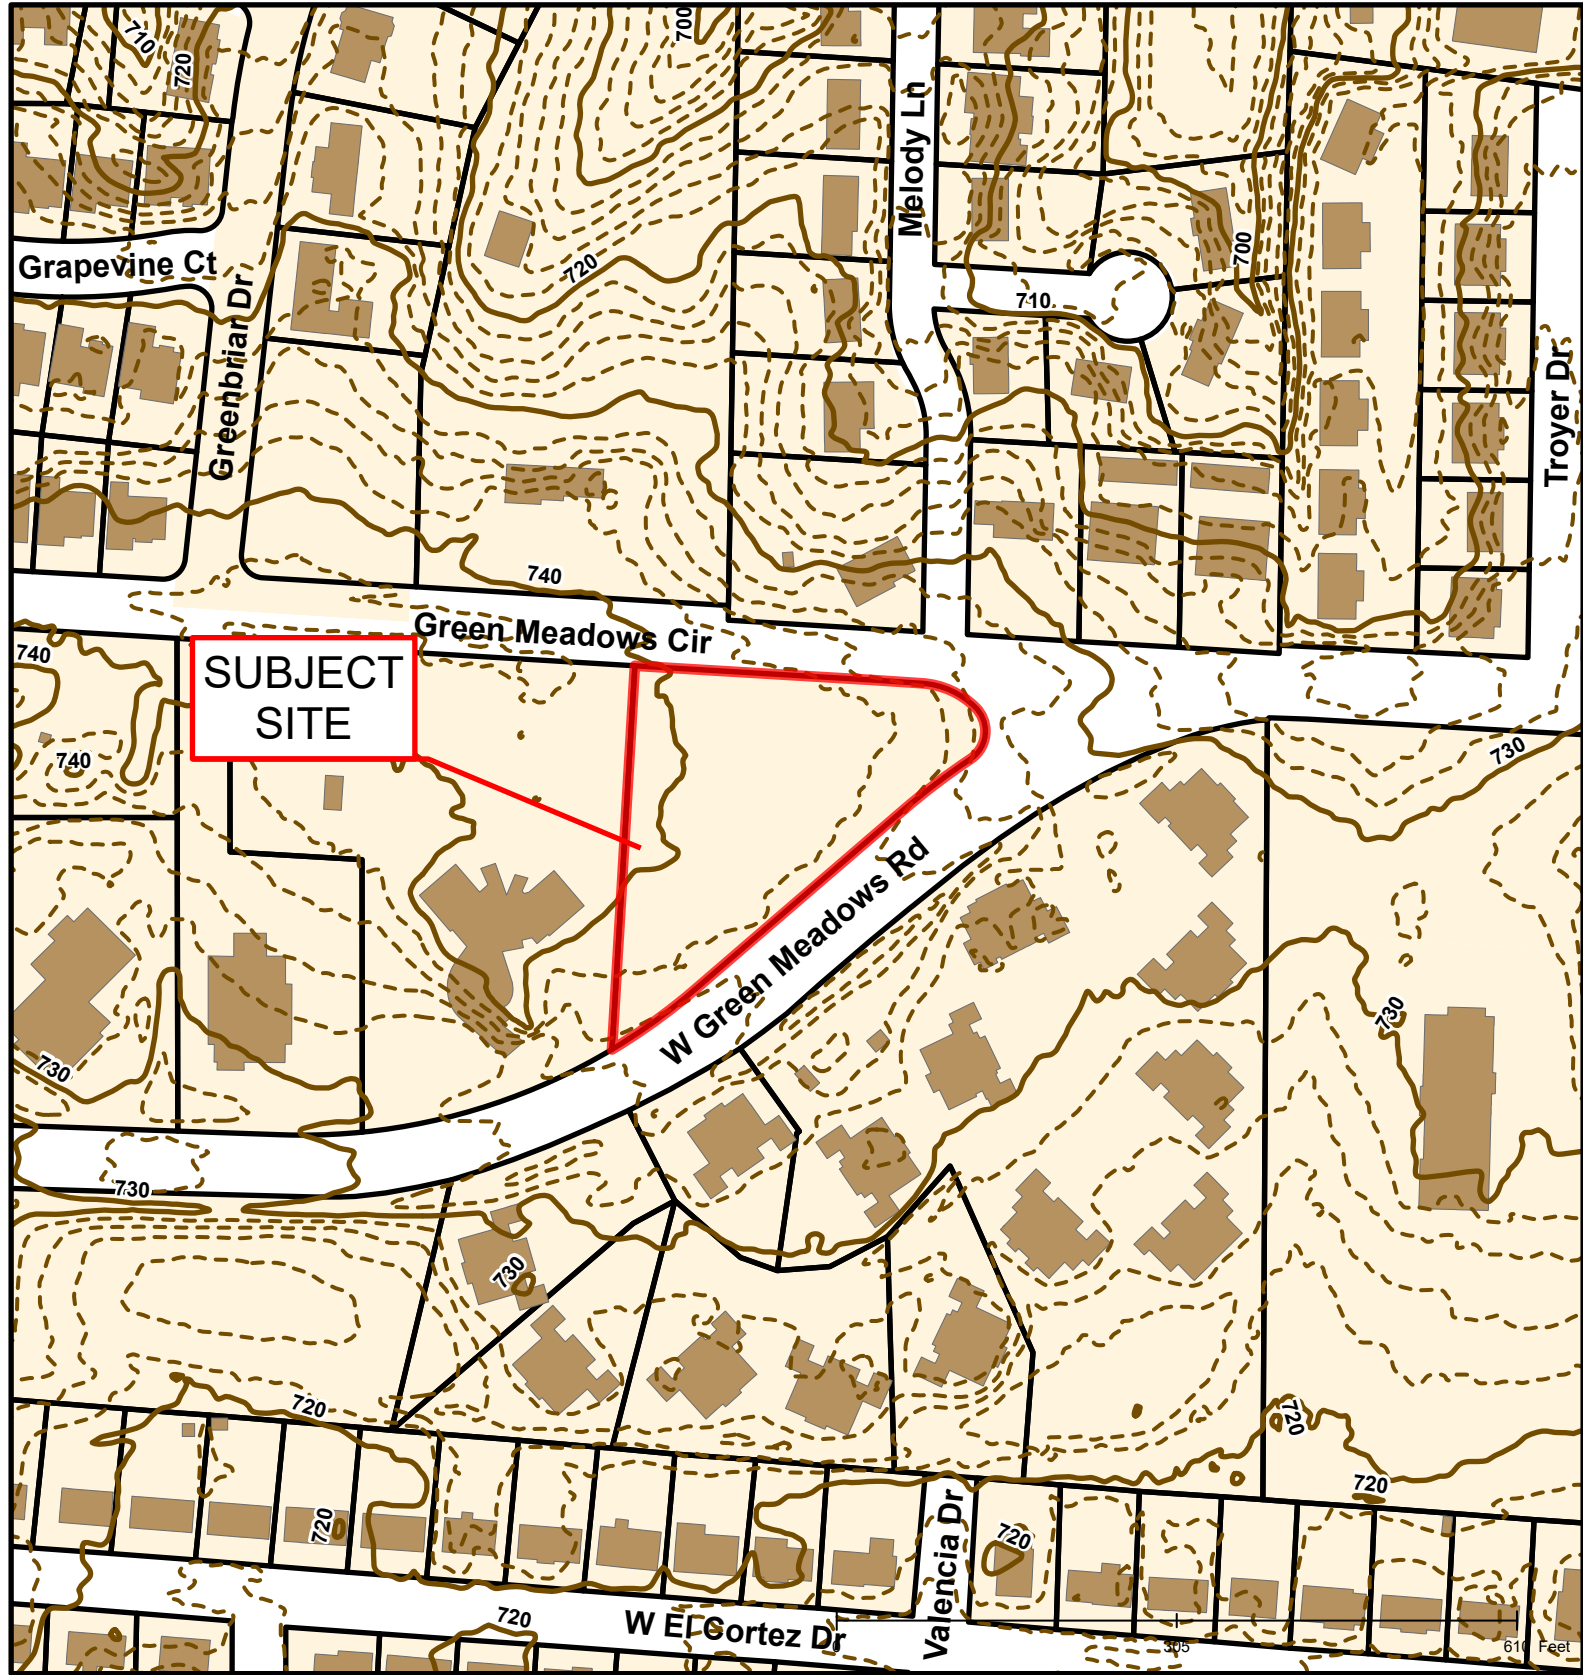 700
710
720
Melody Ln
Grapevine Ct
720
700
710
Greenbriar Dr
Troyer Dr
740
Green Meadows Cir
740
SUBJECT
SITE
730
740
W Green Meadows Rd
730
730
730
730
720
720
720
720
720
Valencia Dr
720
W El Cortez Dr
0
305
610 Feet